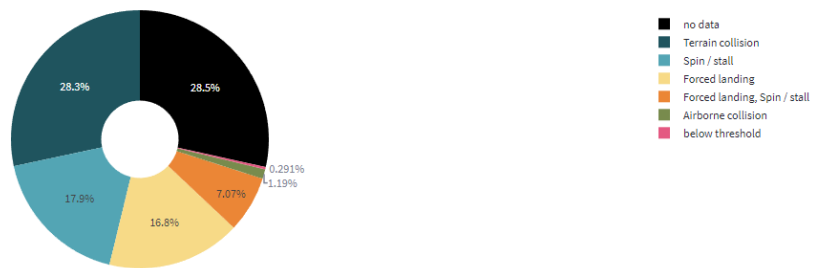 28.3%
28.5%
0.291%
1.19%
7.07%
17.9%
16.8%
no data
Terrain collision
Spin / stall
Forced landing
Forced landing, Spin / stall
Airborne collision
below threshold